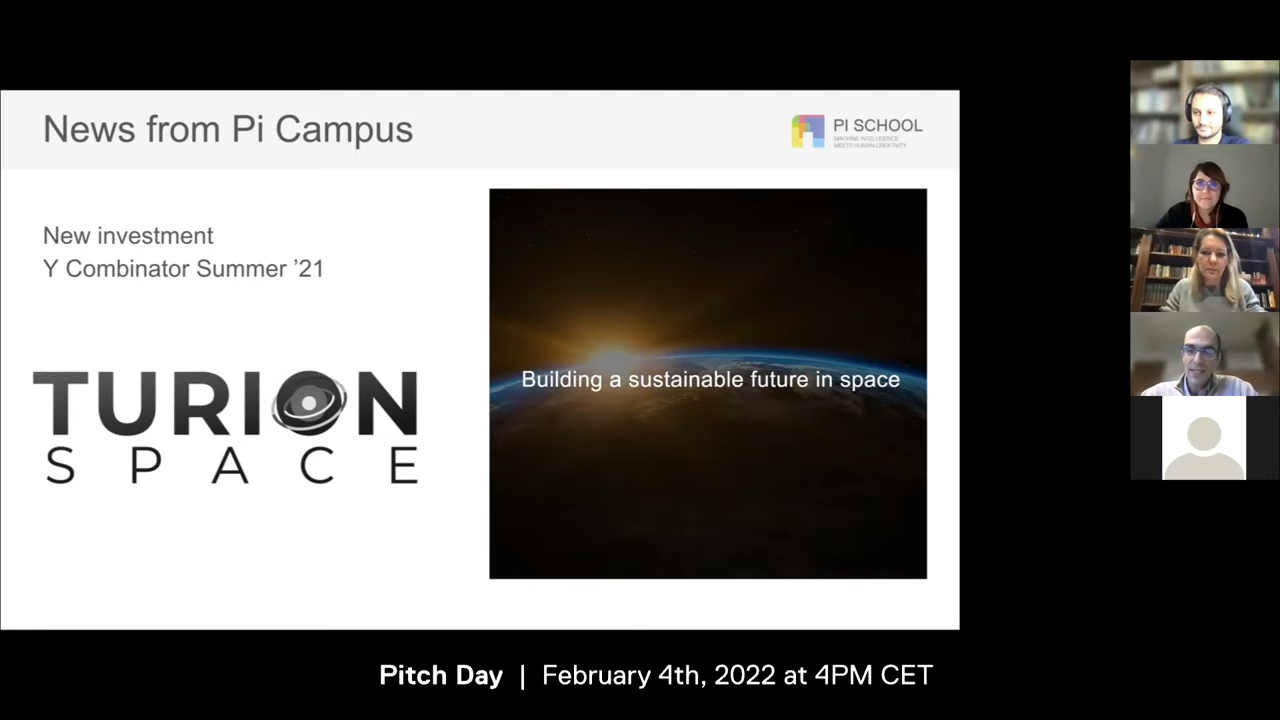 News from Pi Campus
PI SCHOOL
MACHINE INTELLIGENCE
MEETS HUMAN CREATIVITY
New investment
Y Combinator Summer ’21
TURION
SPACE
Building a sustainable future in space
Pitch Day | February 4th, 2022 at 4PM CET